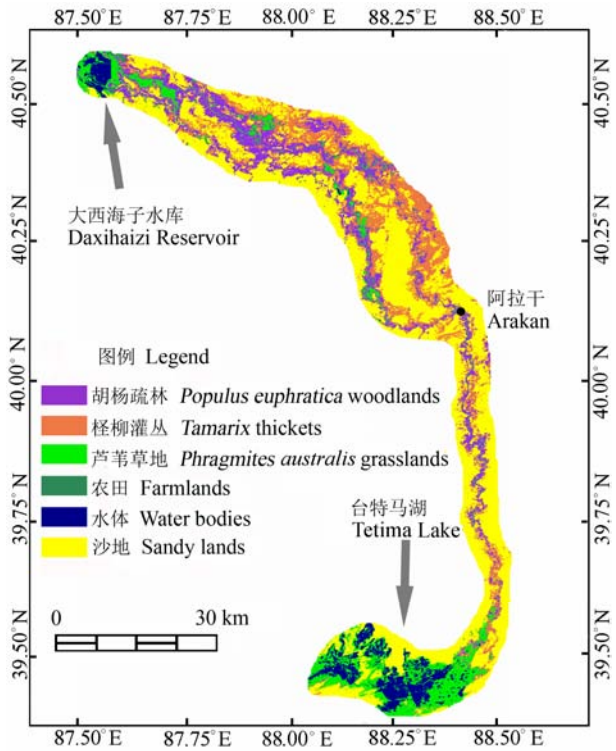 87.50° E 87.75° E 88.00° E 88.25° E 88.50° E
40.50° N 40.50° N
大西海子水库
Daxihaizi Reservoir
40.25° N 40.25° N
阿拉干
Arakan
图例 Legend
40.00° N 40.00° N
胡杨疏林 Populus euphratica woodlands
柽柳灌丛 Tamarix thickets
芦苇草地 Phragmites australis grasslands
农田 Farmlands
水体 Water bodies
沙地 Sandy lands
台特马湖
Tetima Lake
39.75° N 39.75° N
0 30 km
39.50° N 39.50° N
87.50° E 87.75° E 88.00° E 88.25° E 88.50° E